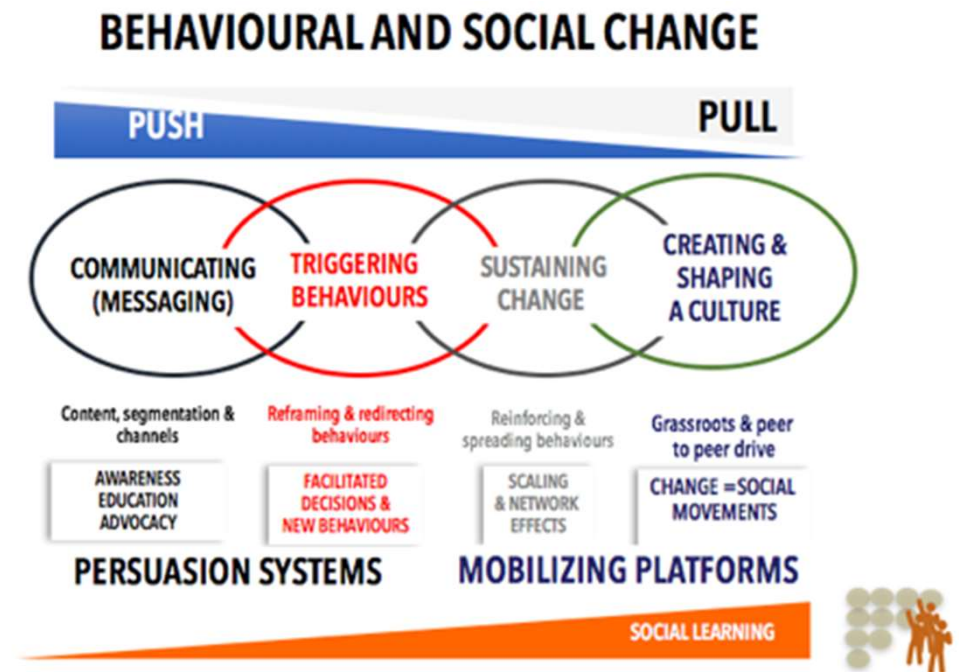 BEHAVIOURAL AND SOCIAL CHANGE
PUSH
PULL
COMMUNICATING
(MESSAGING)
TRIGGERING
BEHAVIOURS
SUSTAINING
CHANGE
CREATING &
SHAPING
A CULTURE
Content, segmentation &
channels
Reframing & redirecting
behaviours
Reinforcing &
spreading behaviours
Grassroots & peer
to peer drive
AWARENESS
EDUCATION
ADVOCACY
FACILITATED
DECISIONS &
NEW BEHAVIOURS
SCALING
& NETWORK
EFFECTS
CHANGE =SOCIAL
MOVEMENTS
PERSUASION SYSTEMS
MOBILIZING PLATFORMS
SOCIAL LEARNING